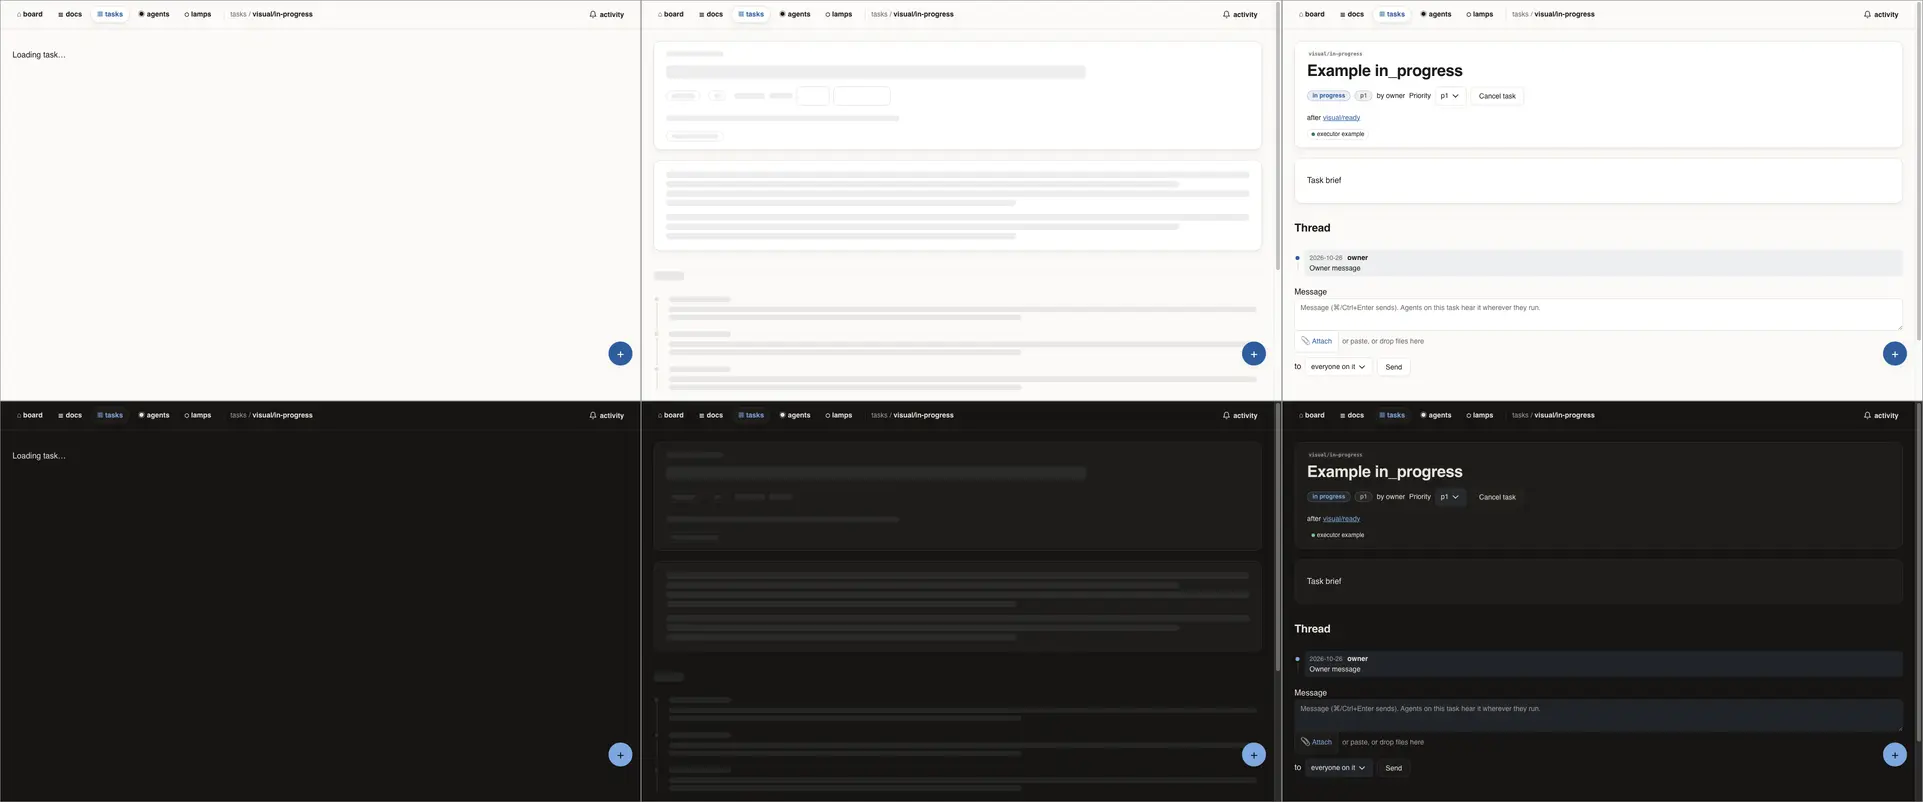 board docs tasks agents lamps tasks / visual/in-progress activity
Loading task…
+
board docs tasks agents lamps tasks / visual/in-progress activity
+
board docs tasks agents lamps tasks / visual/in-progress activity
visual/in-progress
Example in_progress
in progress p1 by owner Priority p1 Cancel task
after visual/ready
executor example
Task brief
Thread
2026-10-28 owner
Owner message
Message
Message (⌘/Ctrl+Enter sends). Agents on this task hear it wherever they run.
Attach or paste, or drop files here
to everyone on it Send
+
board docs tasks agents lamps tasks / visual/in-progress activity
Loading task…
+
board docs tasks agents lamps tasks / visual/in-progress activity
+
board docs tasks agents lamps tasks / visual/in-progress activity
visual/in-progress
Example in_progress
in progress p1 by owner Priority p1 Cancel task
after visual/ready
executor example
Task brief
Thread
2026-10-28 owner
Owner message
Message
Message (⌘/Ctrl+Enter sends). Agents on this task hear it wherever they run.
Attach or paste, or drop files here
to everyone on it Send
+